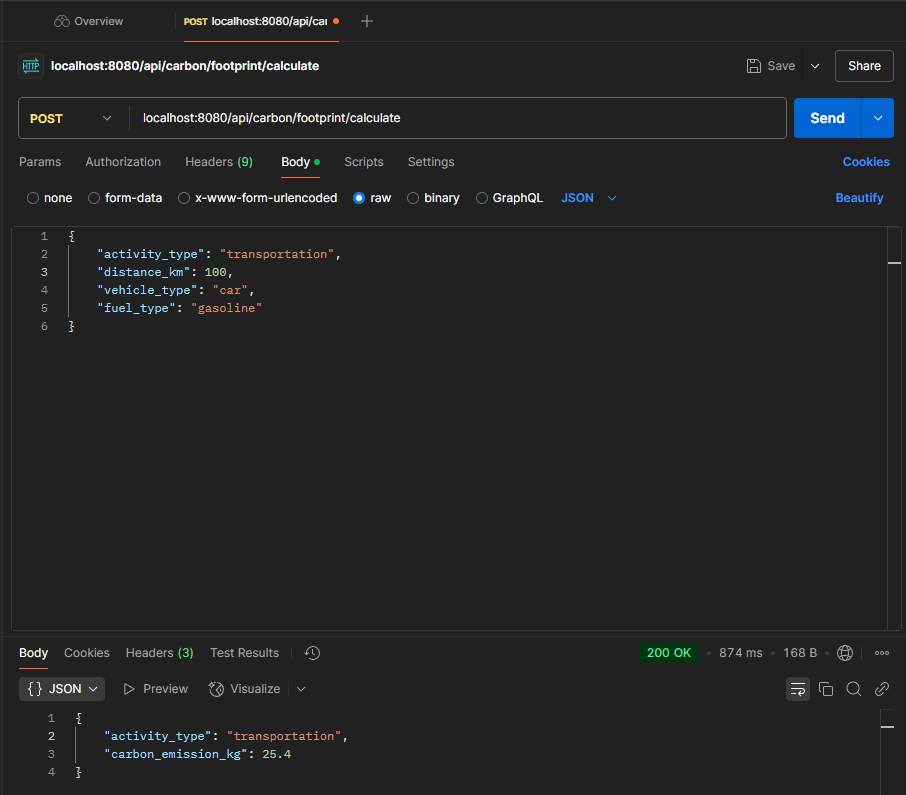 Overview
POST localhost:8080/api/car
HTTP localhost:8080/api/carbon/footprint/calculate
Save
Share
POST
localhost:8080/api/carbon/footprint/calculate
Send
Params Authorization Headers (9) Body Scripts Settings Cookies
none form-data x-www-form-urlencoded raw binary GraphQL JSON Beautify
1 {
2 "activity_type": "transportation",
3 "distance_km": 100,
4 "vehicle_type": "car",
5 "fuel_type": "gasoline"
6 }
Body Cookies Headers (3) Test Results 200 OK 874 ms 168 B
{} JSON Preview Visualize
1 {
2 "activity_type": "transportation",
3 "carbon_emission_kg": 25.4
4 }